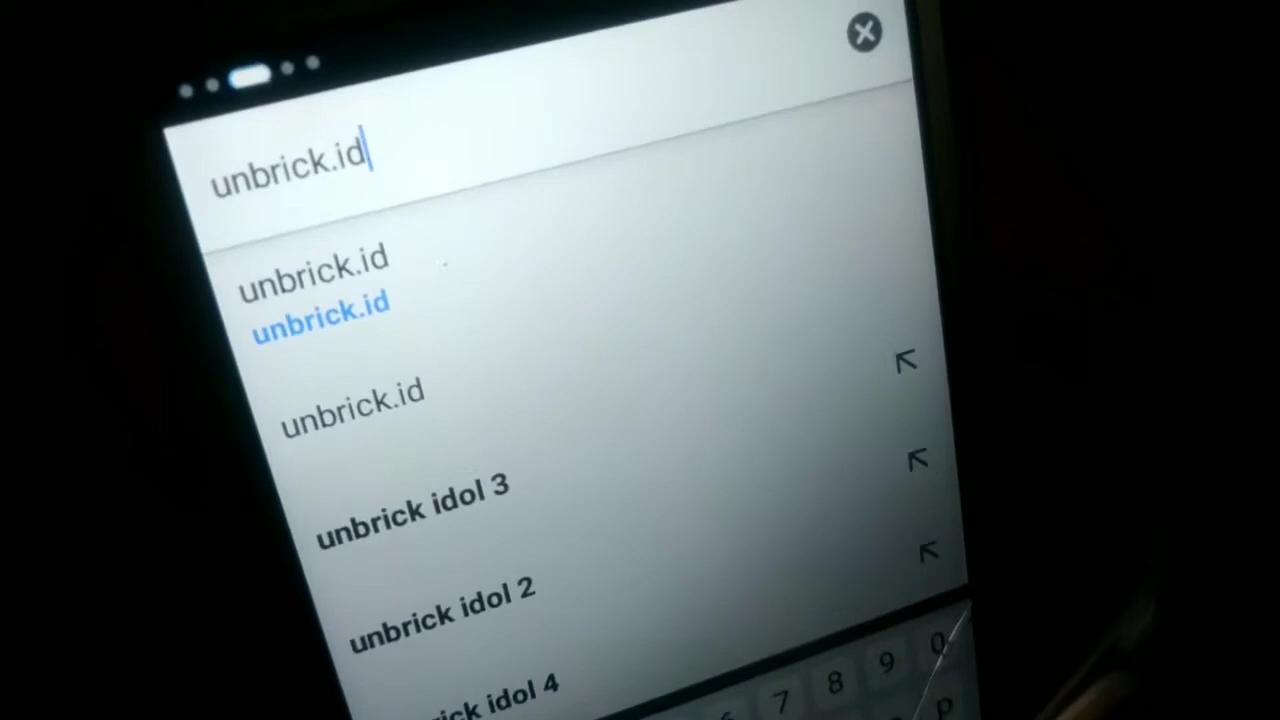 unbrick.id
unbrick.id
unbrick.id
unbrick.id
unbrick idol 3
unbrick idol 2
ick idol 4
7 8 9 0
p